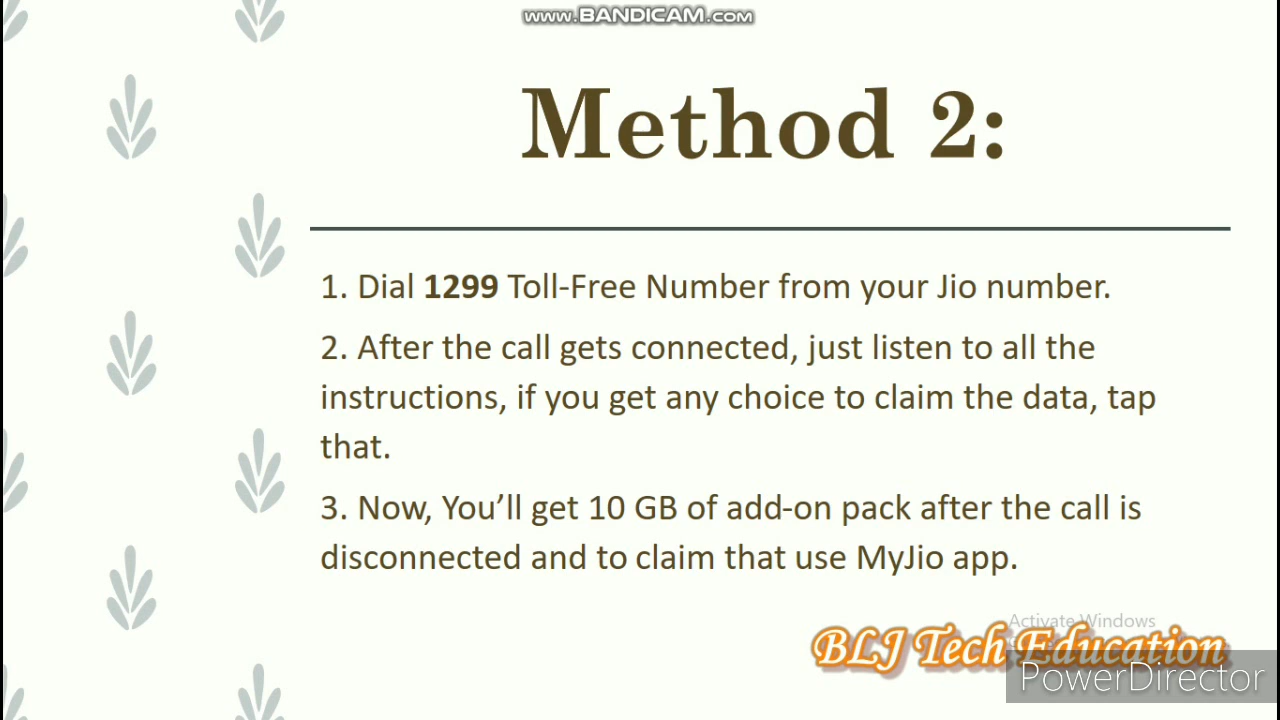 www.BANDICAM.com
Method 2:
1. Dial 1299 Toll-Free Number from your Jio number.
2. After the call gets connected, just listen to all the
instructions, if you get any choice to claim the data, tap
that.
3. Now, You’ll get 10 GB of add-on pack after the call is
disconnected and to claim that use MyJio app.
Activate Windows
BLJ Tech Education
PowerDirector